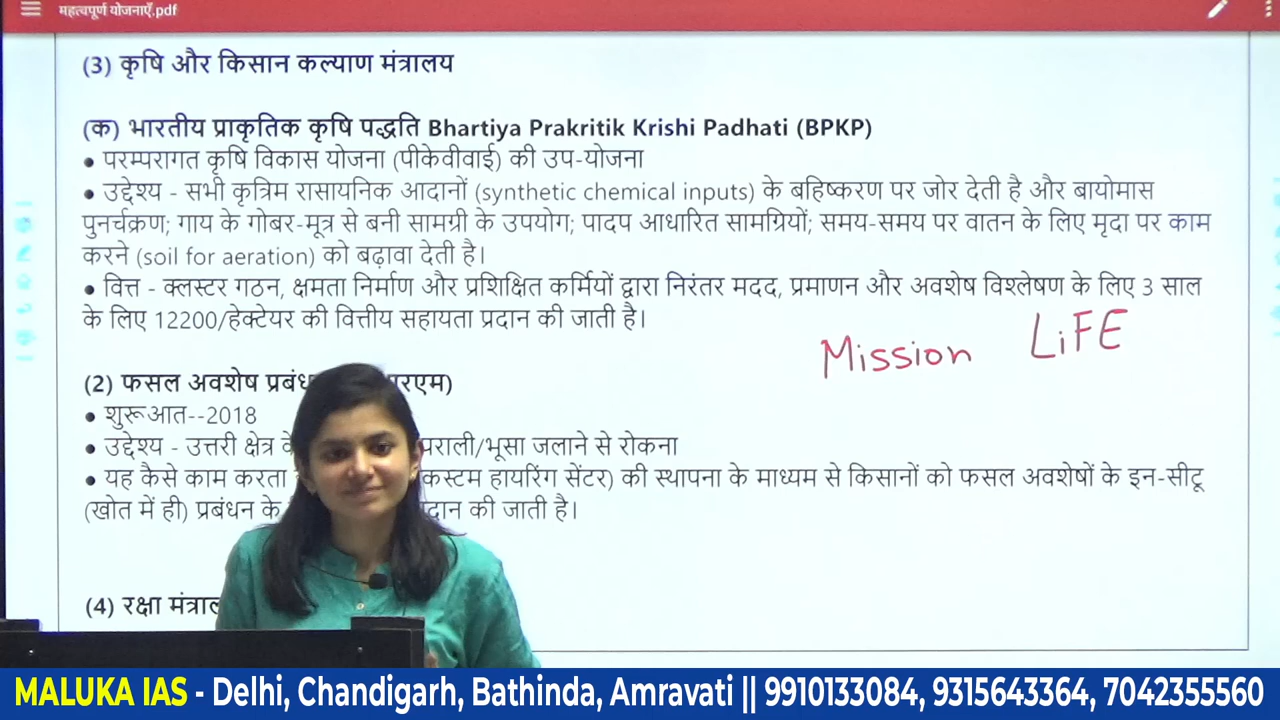 महत्वपूर्ण योजनाएँ.pdf
(3) कृषि और किसान कल्याण मंत्रालय
(क) भारतीय प्राकृतिक कृषि पद्धति Bhartiya Prakritik Krishi Padhati (BPKP)
• परम्परागत कृषि विकास योजना (पीकेवीवाई) की उप-योजना
• उद्देश्य - सभी कृत्रिम रासायनिक आदानों (synthetic chemical inputs) के बहिष्करण पर जोर देती है और बायोमास
पुनर्चक्रण; गाय के गोबर-मूत्र से बनी सामग्री के उपयोग; पादप आधारित सामग्रियों; समय-समय पर वातन के लिए मृदा पर काम
करने (soil for aeration) को बढ़ावा देती है।
• वित्त - क्लस्टर गठन, क्षमता निर्माण और प्रशिक्षित कर्मियों द्वारा निरंतर मदद, प्रमाणन और अवशेष विश्लेषण के लिए 3 साल
के लिए 12200/हेक्टेयर की वित्तीय सहायता प्रदान की जाती है।
Mission LiFE
(2) फसल अवशेष
• शुरूआत--2018
• उद्देश्य - उत्तरी क्षेत्र पराली/भूसा जलाने से रोकना
• यह कैसे काम करता कस्टम हायरिंग सेंटर) की स्थापना के माध्यम से किसानों को फसल अवशेषों के इन-सीटू
(खोत में ही) प्रबंधन के की जाती है।
(4) रक्षा
MALUKA IAS - Delhi, Chandigarh, Bathinda, Amravati || 9910133084, 9315643364, 7042355560